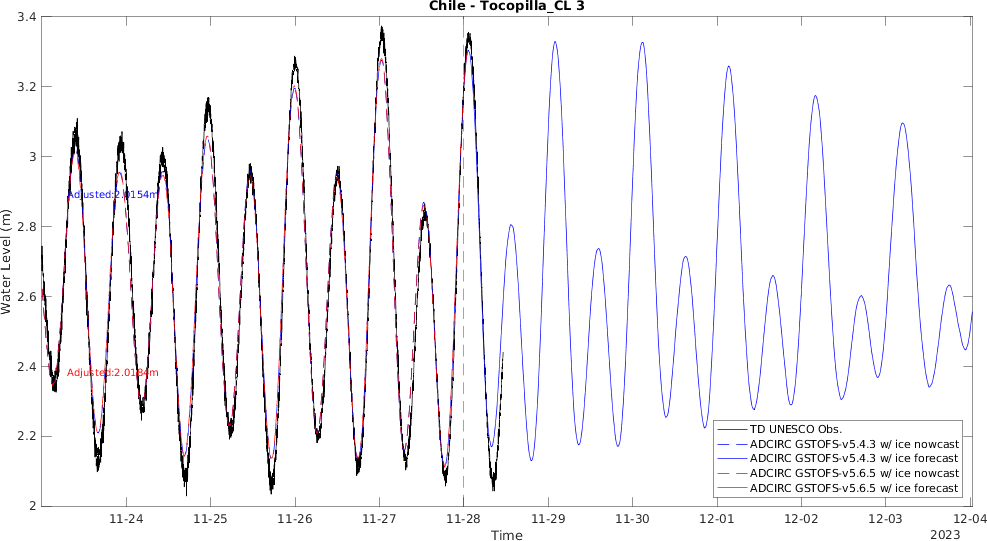 Chile - Tocopilla_CL 3
3.4
3.2
3
2.8
2.6
2.4
2.2
2
Water Level (m)
Adjusted:2.0154m
Adjusted:2.0184m
TD UNESCO Obs.
ADCIRC GSTOFS-v5.4.3 w/ ice nowcast
ADCIRC GSTOFS-v5.4.3 w/ ice forecast
ADCIRC GSTOFS-v5.6.5 w/ ice nowcast
ADCIRC GSTOFS-v5.6.5 w/ ice forecast
11-24 11-25 11-26 11-27 11-28 11-29 11-30 12-01 12-02 12-03 12-04
Time
2023